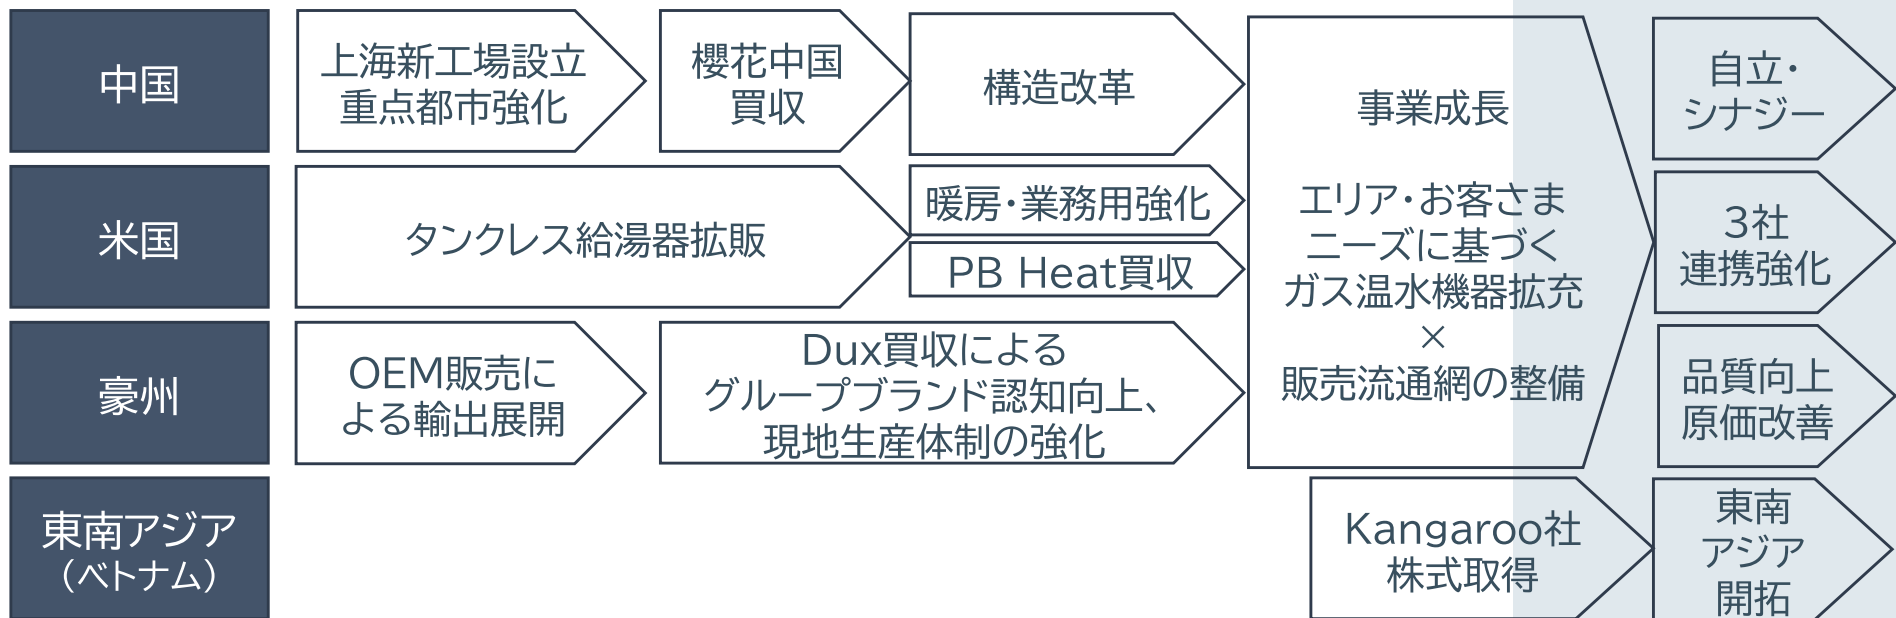 中国
上海新工場設立
重点都市強化
櫻花中国
買収
構造改革
事業成長
エリア・お客さま
ニーズに基づく
ガス温水機器拡充
×
販売流通網の整備
自立・
シナジー
米国
タンクレス給湯器拡販
暖房・業務用強化
PB Heat買収
3社
連携強化
豪州
OEM販売に
よる輸出展開
Dux買収による
グループブランド認知向上、
現地生産体制の強化
品質向上
原価改善
東南アジア
（ベトナム）
Kangaroo社
株式取得
東南
アジア
開拓